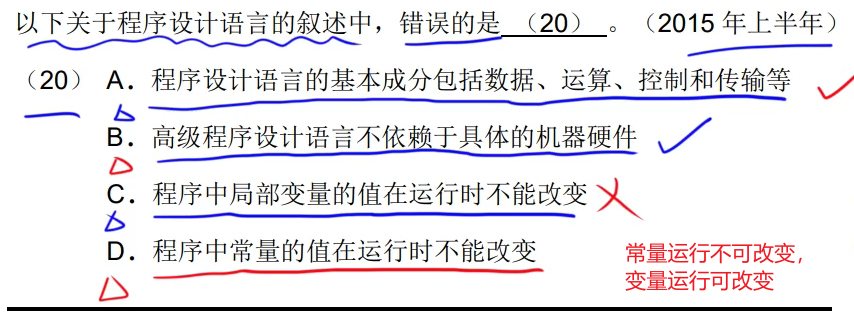 以下关于程序设计语言的叙述中，错误的是 （20） 。（2015 年上半年）
（20） A．程序设计语言的基本成分包括数据、运算、控制和传输等
B．高级程序设计语言不依赖于具体的机器硬件
C．程序中局部变量的值在运行时不能改变
D．程序中常量的值在运行时不能改变
常量运行不可改变，
变量运行可改变